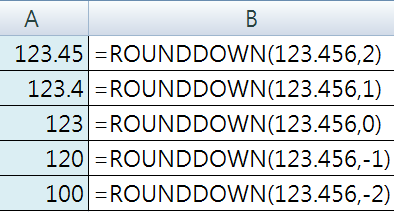 A B
123.45 =ROUNDDOWN(123.456,2)
123.4 =ROUNDDOWN(123.456,1)
123 =ROUNDDOWN(123.456,0)
120 =ROUNDDOWN(123.456,-1)
100 =ROUNDDOWN(123.456,-2)